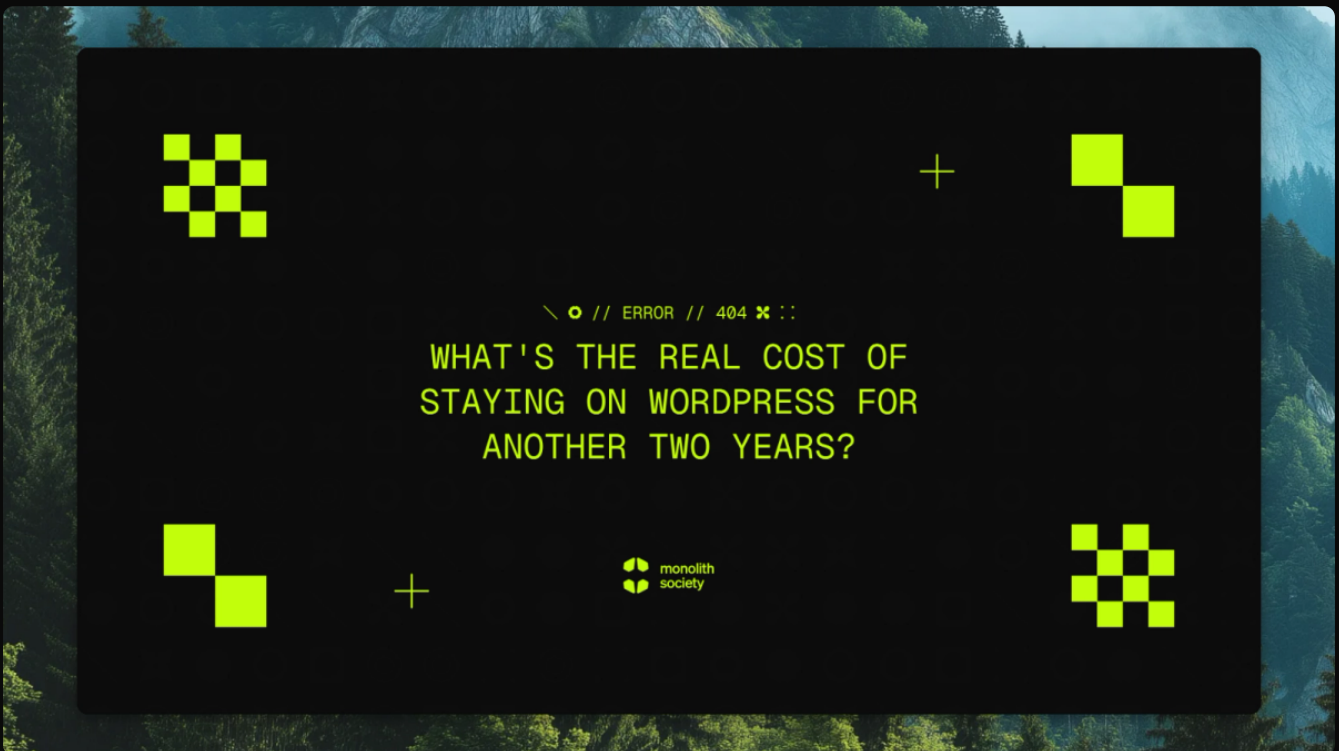 \ // ERROR // 404 ::
WHAT'S THE REAL COST OF
STAYING ON WORDPRESS FOR
ANOTHER TWO YEARS?
monolith
society